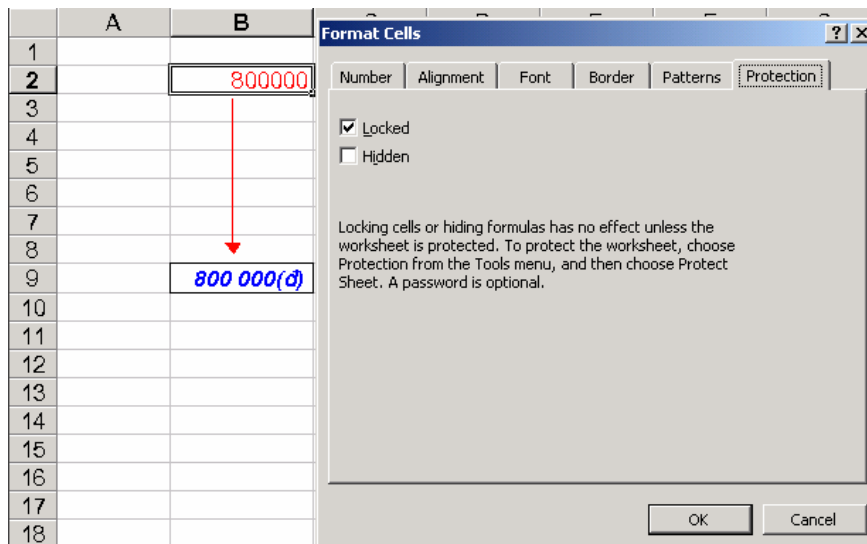 A B
Format Cells
1
2 800000
Number Alignment Font Border Patterns Protection
3
Locked
4
Hidden
5
6
7
Locking cells or hiding formulas has no effect unless the
8
worksheet is protected. To protect the worksheet, choose
Protection from the Tools menu, and then choose Protect
9 800 000(đ)
Sheet. A password is optional.
10
11
12
13
14
15
16
17
OK Cancel
18